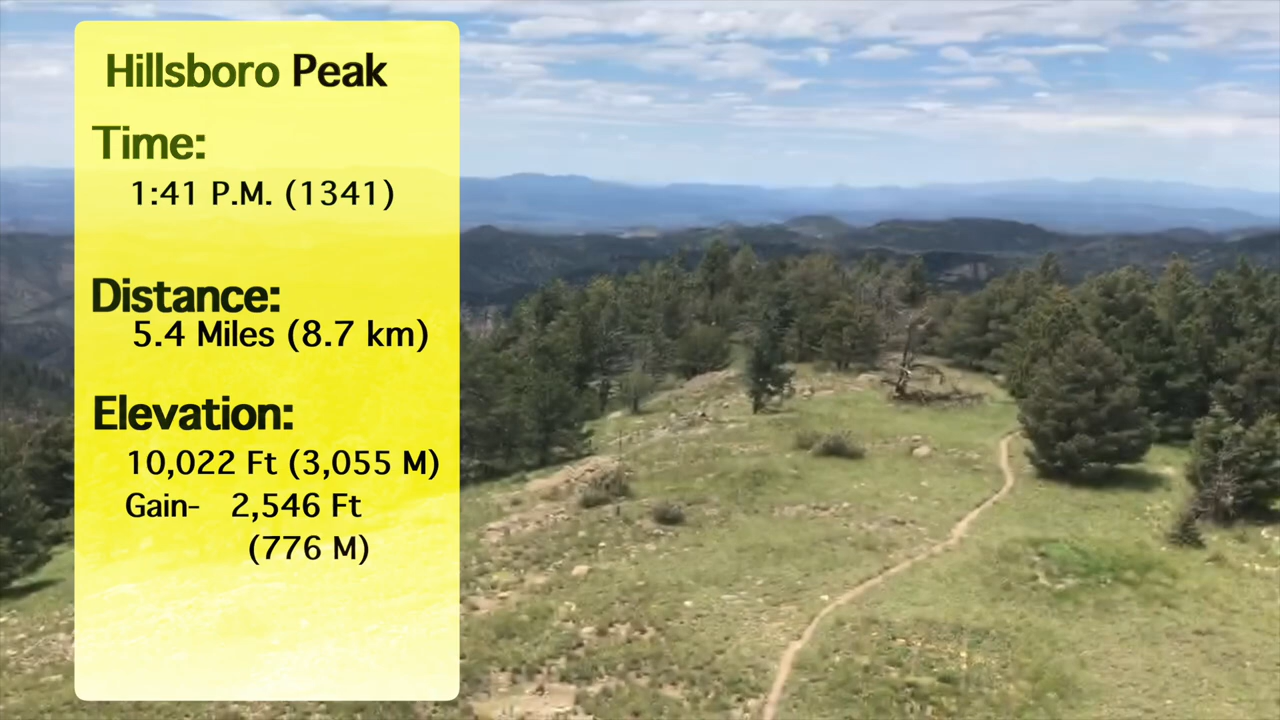 Hillsboro Peak
Time:
1:41 P.M. (1341)
Distance:
5.4 Miles (8.7 km)
Elevation:
10,022 Ft (3,055 M)
Gain- 2,546 Ft
(776 M)